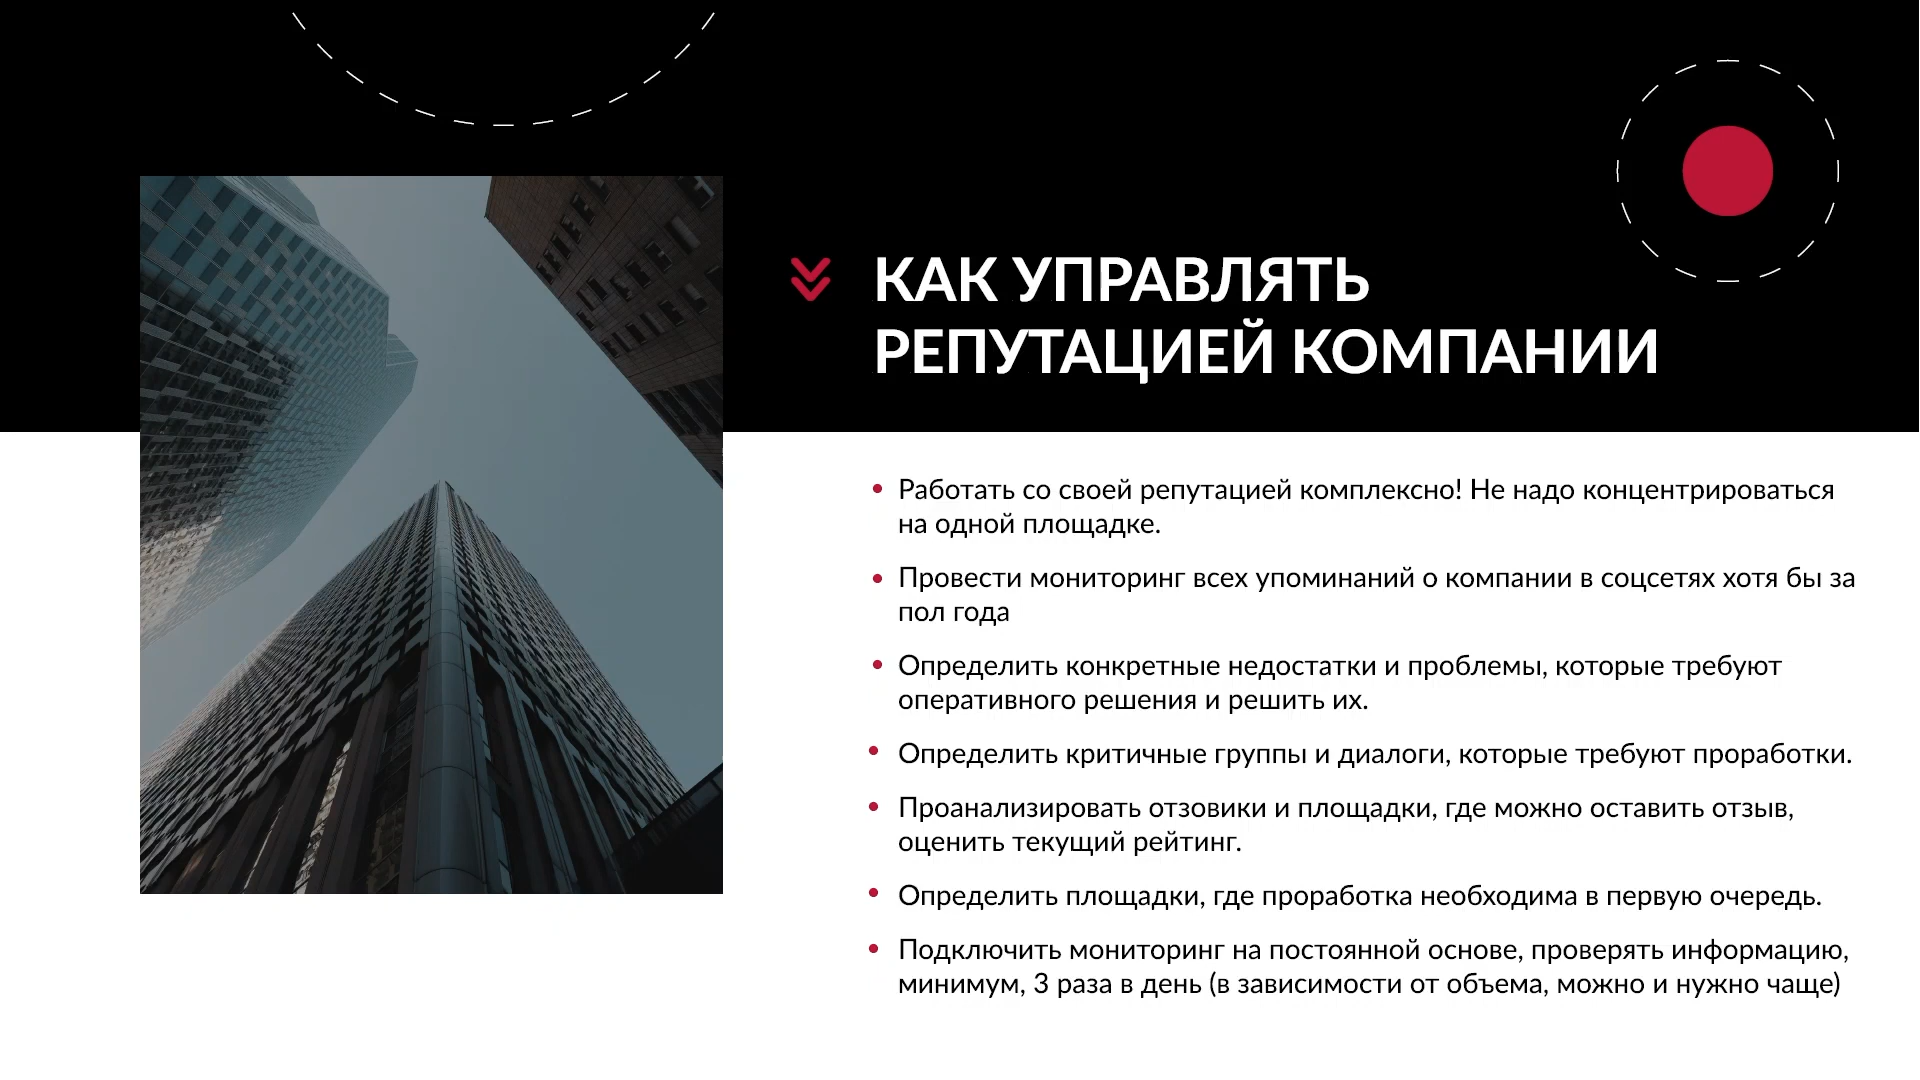 КАК УПРАВЛЯТЬ
РЕПУТАЦИЕЙ КОМПАНИИ
• Работать со своей репутацией комплексно! Не надо концентрироваться
на одной площадке.
• Провести мониторинг всех упоминаний о компании в соцсетях хотя бы за
пол года
• Определить конкретные недостатки и проблемы, которые требуют
оперативного решения и решить их.
• Определить критичные группы и диалоги, которые требуют проработки.
• Проанализировать отзовики и площадки, где можно оставить отзыв,
оценить текущий рейтинг.
• Определить площадки, где проработка необходима в первую очередь.
• Подключить мониторинг на постоянной основе, проверять информацию,
минимум, 3 раза в день (в зависимости от объема, можно и нужно чаще)